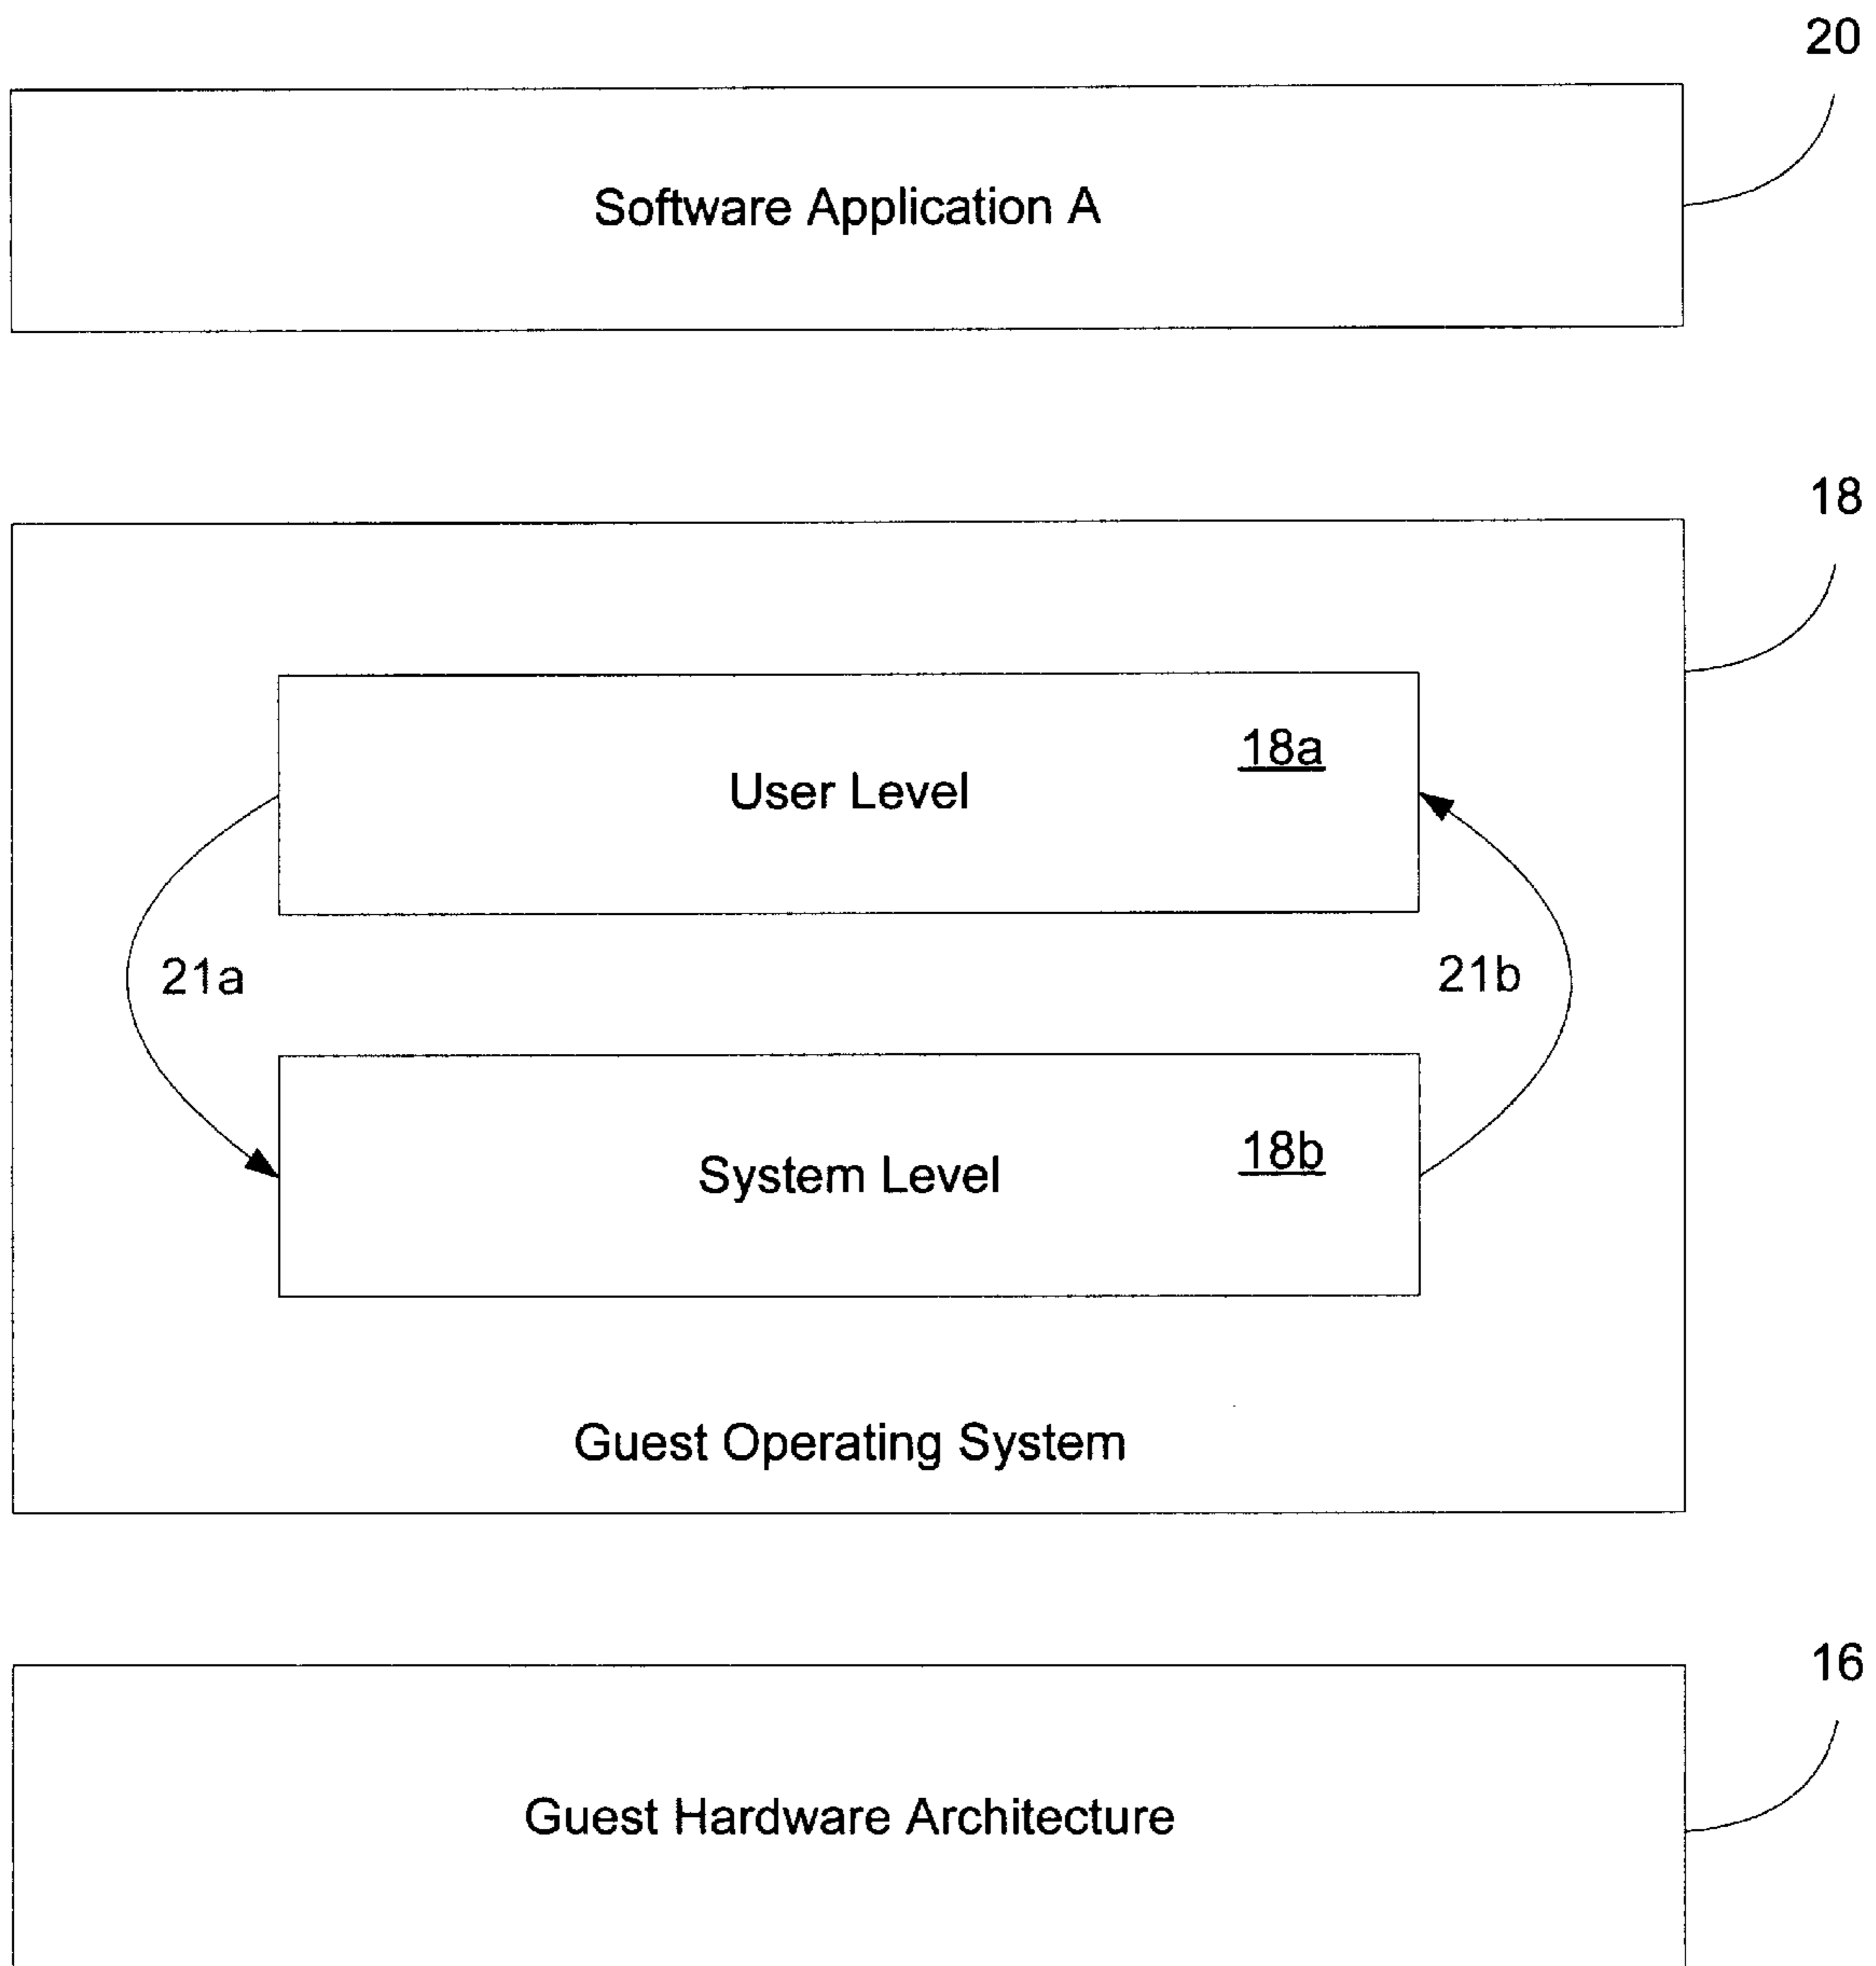 20
Software Application A
18
18a
User Level
21a
21b
18b
System Level
Guest Operating System
16
Guest Hardware Architecture